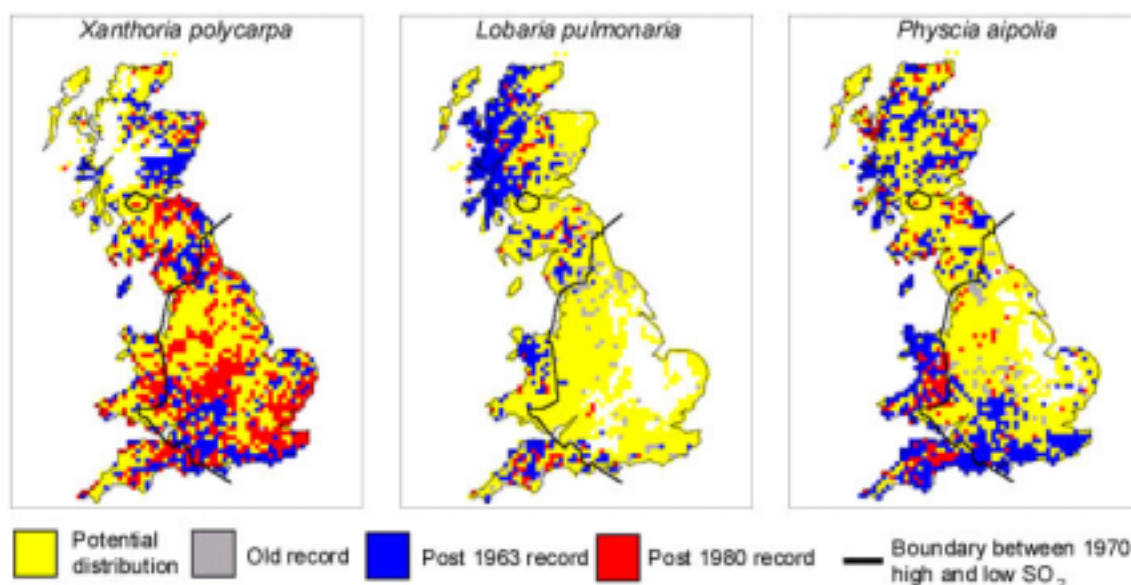 Xanthoria polycarpa
Lobaria pulmonaria
Physcia aipolia
Potential
distribution
Old record
Post 1963 record
Post 1980 record
Boundary between 1970
high and low SO₂